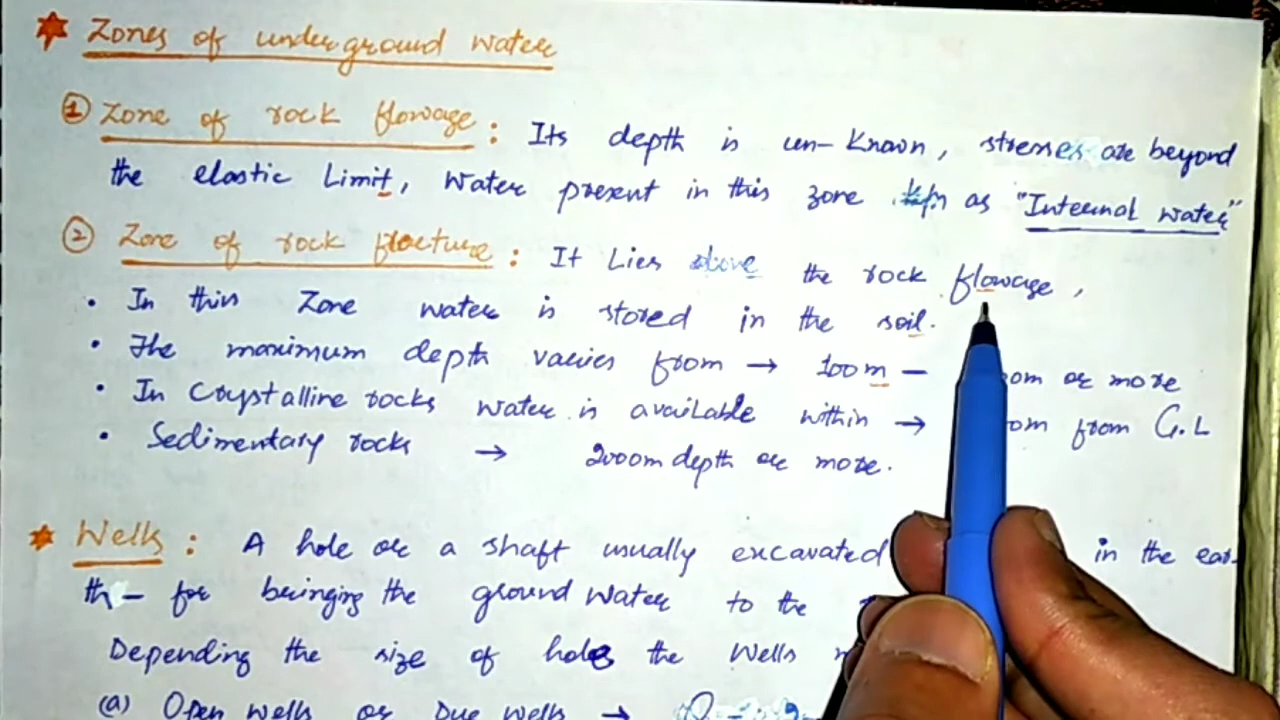 Zones of underground water
① Zone of rock flowage : Its depth is un-known, stresses are beyond
the elastic Limit, Water present in this zone k/n as "Internal water"
② Zone of rock fracture : It Lies above the rock flowage,
• In this Zone water is stored in the soil.
• The maximum depth varies from → 100m — or more
• In Crystalline rocks water is available within → from G.L
• Sedimentary rocks → 2000m depth or more.
Wells : A hole or a shaft usually excavated in the ear-
th - for bringing the ground water to the
Depending the size of hole the Wells
(a) Open wells or Dug wells →